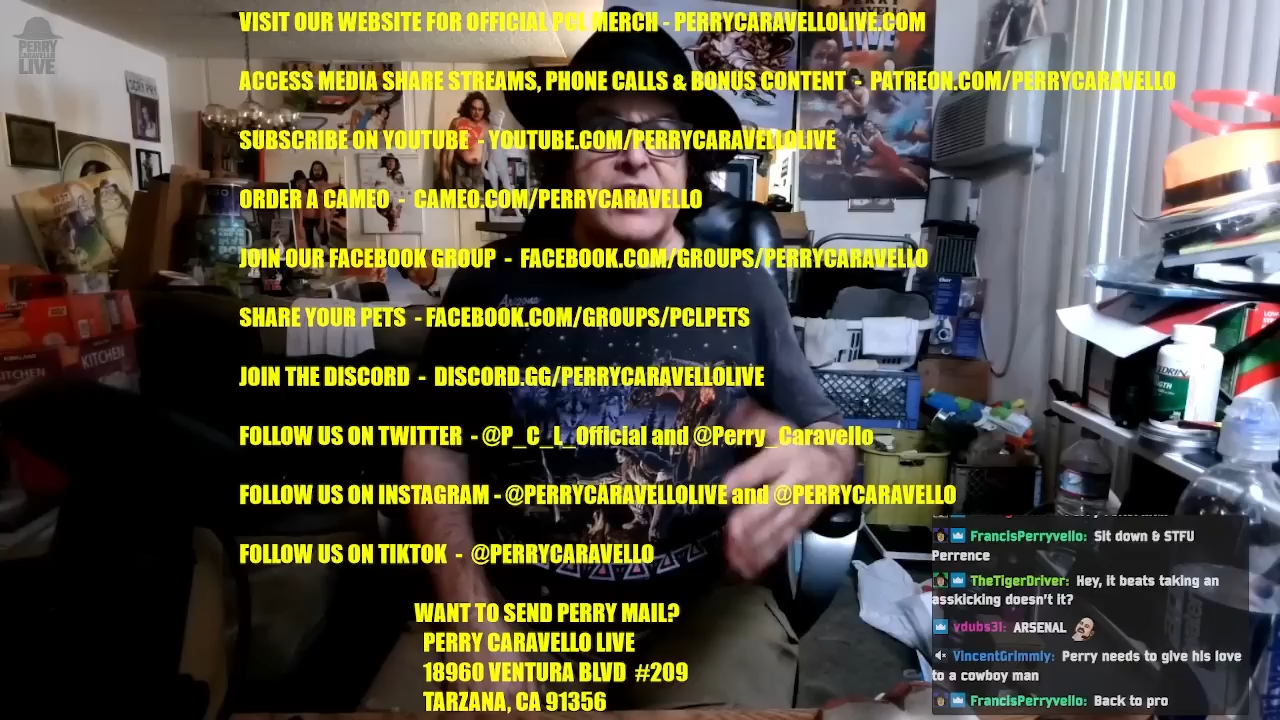 PERRY
CARAVELLO
LIVE
VISIT OUR WEBSITE FOR OFFICIAL PCL MERCH - PERRYCARAVELLOLIVE.COM
ACCESS MEDIA SHARE STREAMS, PHONE CALLS & BONUS CONTENT - PATREON.COM/PERRYCARAVELLO
SUBSCRIBE ON YOUTUBE - YOUTUBE.COM/PERRYCARAVELLOLIVE
ORDER A CAMEO - CAMEO.COM/PERRYCARAVELLO
JOIN OUR FACEBOOK GROUP - FACEBOOK.COM/GROUPS/PERRYCARAVELLO
SHARE YOUR PETS - FACEBOOK.COM/GROUPS/PCLPETS
JOIN THE DISCORD - DISCORD.GG/PERRYCARAVELLOLIVE
FOLLOW US ON TWITTER - @P_C_L_Official and @Perry_Caravello
FOLLOW US ON INSTAGRAM - @PERRYCARAVELLOLIVE and @PERRYCARAVELLO
FOLLOW US ON TIKTOK - @PERRYCARAVELLO
WANT TO SEND PERRY MAIL?
PERRY CARAVELLO LIVE
18960 VENTURA BLVD #209
TARZANA, CA 91356
LIVE
Arizona
KITCHEN
KITCHEN
FrancisPerryvello: Sit down & STFU
Perrence
TheTigerDriver: Hey, it beats taking an
asskicking doesn't it?
vdubs31: ARSENAL
VincentGrimmly: Perry needs to give his love
to a cowboy man
FrancisPerryvello: Back to pro